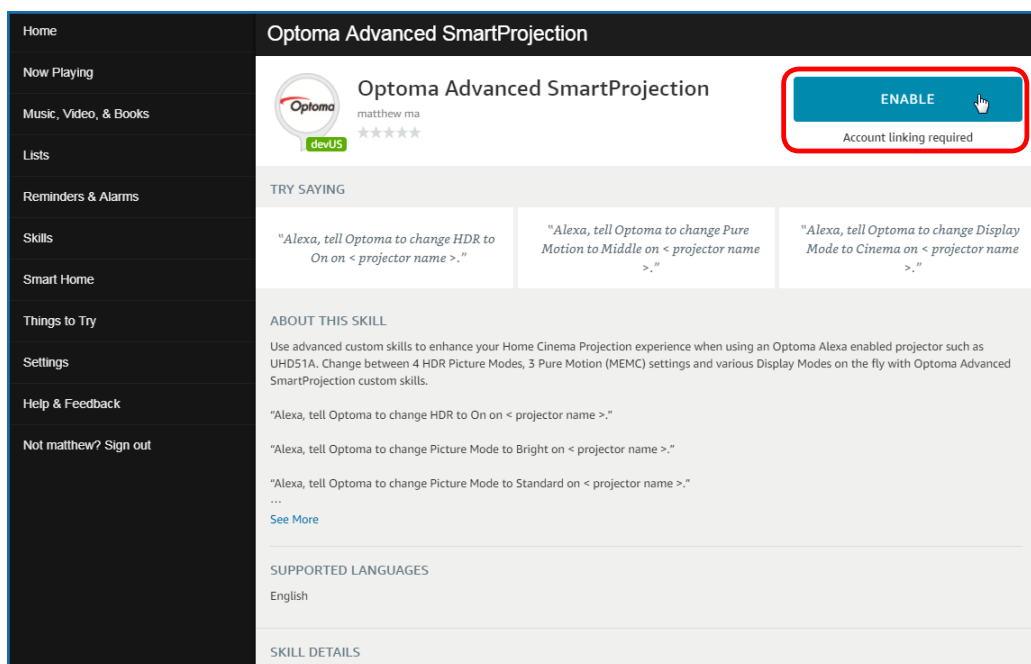 Home
Now Playing
Music, Video, & Books
Lists
Reminders & Alarms
Skills
Smart Home
Things to Try
Settings
Help & Feedback
Not matthew? Sign out
Optoma Advanced SmartProjection
Optoma
devUS
Optoma Advanced SmartProjection
matthew ma
ENABLE
Account linking required
TRY SAYING
"Alexa, tell Optoma to change HDR to
On on < projector name >."
"Alexa, tell Optoma to change Pure
Motion to Middle on < projector name
>."
"Alexa, tell Optoma to change Display
Mode to Cinema on < projector name
>."
ABOUT THIS SKILL
Use advanced custom skills to enhance your Home Cinema Projection experience when using an Optoma Alexa enabled projector such as
UHD51A. Change between 4 HDR Picture Modes, 3 Pure Motion (MEMC) settings and various Display Modes on the fly with Optoma Advanced
SmartProjection custom skills.
“Alexa, tell Optoma to change HDR to On on < projector name >.”
“Alexa, tell Optoma to change Picture Mode to Bright on < projector name >.”
“Alexa, tell Optoma to change Picture Mode to Standard on < projector name >.”
…
See More
SUPPORTED LANGUAGES
English
SKILL DETAILS